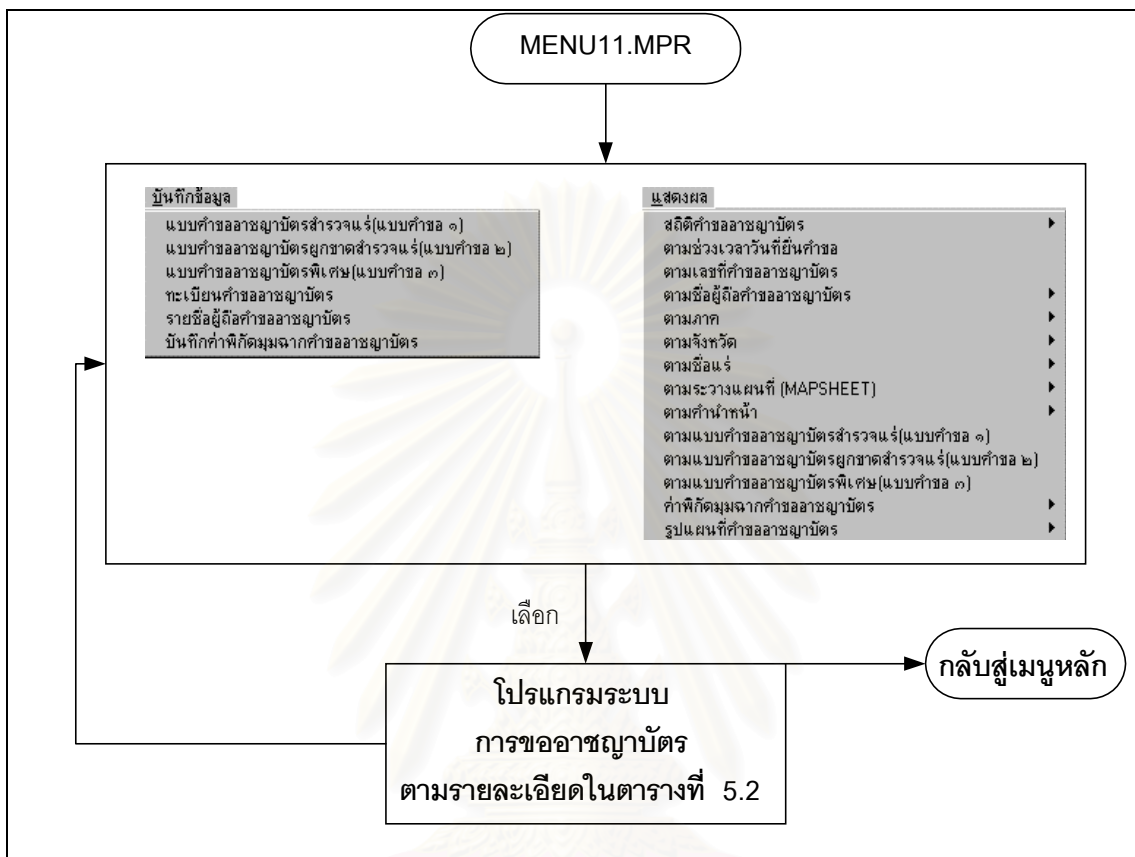 MENU11.MPR
บันทึกข้อมูล
แบบคำขออาชญาบัตรสำรวจแร่(แบบคำขอ ๑)
แบบคำขออาชญาบัตรผูกขาดสำรวจแร่(แบบคำขอ ๒)
แบบคำขออาชญาบัตรพิเศษ(แบบคำขอ ๓)
ทะเบียนคำขออาชญาบัตร
รายชื่อผู้ถือคำขออาชญาบัตร
บันทึกค่าพิกัดมุมฉากคำขออาชญาบัตร
แสดงผล
สถิติคำขออาชญาบัตร
ตามช่วงเวลาวันที่ยื่นคำขอ
ตามเลขที่คำขออาชญาบัตร
ตามชื่อผู้ถือคำขออาชญาบัตร
ตามภาค
ตามจังหวัด
ตามชื่อแร่
ตามระวางแผนที่ (MAPSHEET)
ตามคำนำหน้า
ตามแบบคำขออาชญาบัตรสำรวจแร่(แบบคำขอ ๑)
ตามแบบคำขออาชญาบัตรผูกขาดสำรวจแร่(แบบคำขอ ๒)
ตามแบบคำขออาชญาบัตรพิเศษ(แบบคำขอ ๓)
ค่าพิกัดมุมฉากคำขออาชญาบัตร
รูปแผนที่คำขออาชญาบัตร
เลือก
กลับสู่เมนูหลัก
โปรแกรมระบบ
การขออาชญาบัตร
ตามรายละเอียดในตารางที่ 5.2